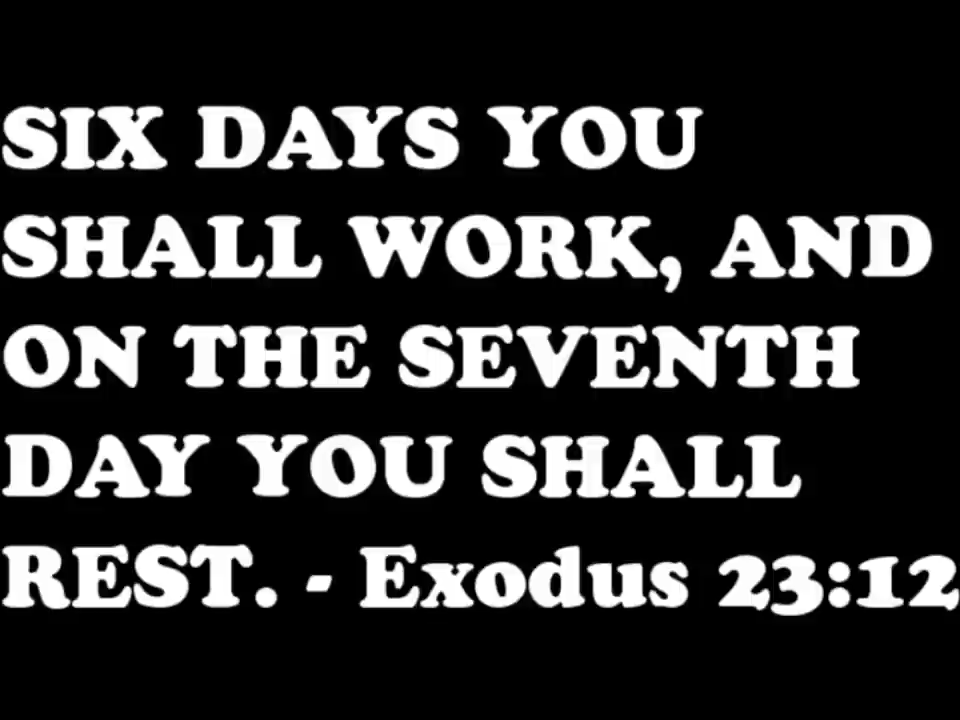 SIX DAYS YOU
SHALL WORK, AND
ON THE SEVENTH
DAY YOU SHALL
REST. - Exodus 23:12